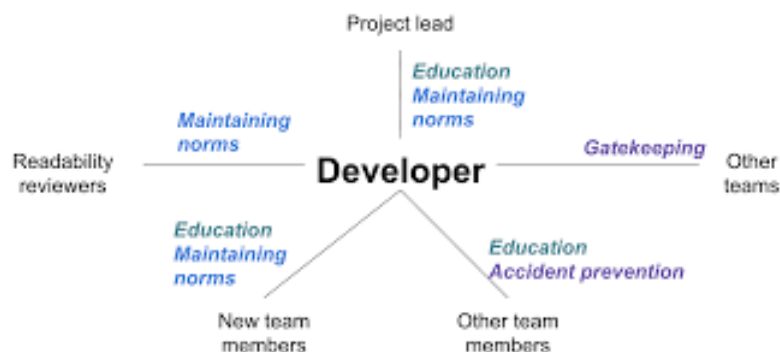 Project lead
Education
Maintaining
norms
Maintaining
norms
Gatekeeping
Readability
reviewers
Developer
Other
teams
Education
Maintaining
norms
Education
Accident prevention
New team
members
Other team
members